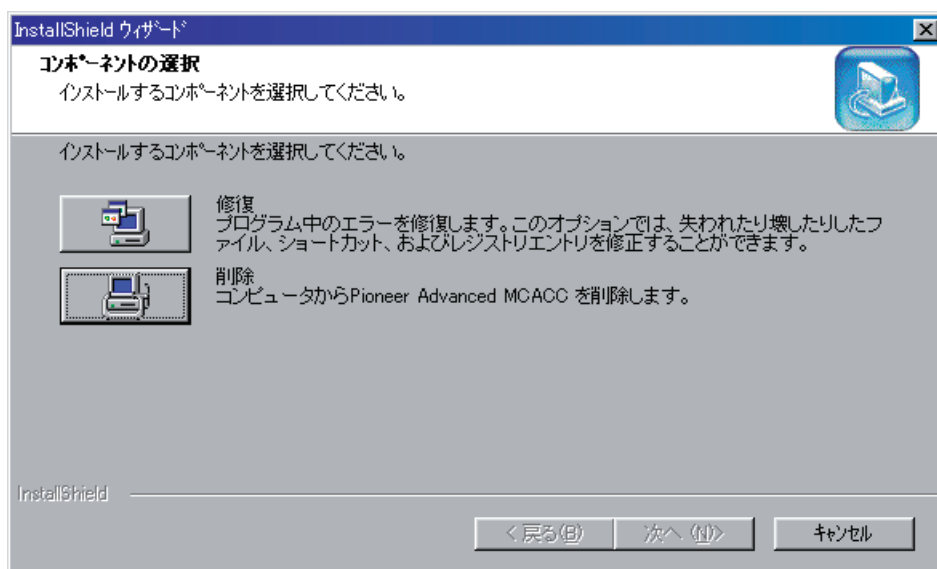 InstallShield ウィザード
コンポーネントの選択
インストールするコンポーネントを選択してください。
インストールするコンポーネントを選択してください。
修復
プログラム中のエラーを修復します。このオプションでは、失われたり壊したりしたフ
ァイル、ショートカット、およびレジストリエントリを修正することができます。
削除
コンピュータからPioneer Advanced MCACC を削除します。
InstallShield
< 戻る(B)
次へ (N)>
キャンセル